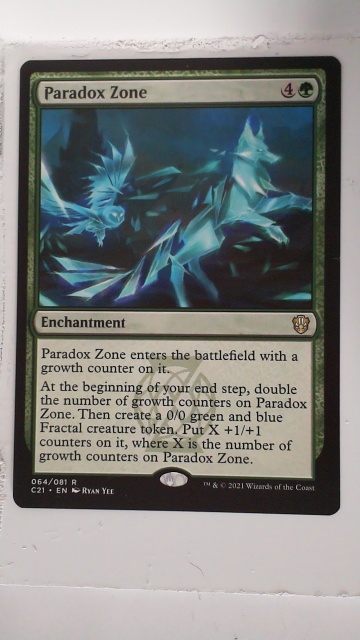 Paradox Zone 4
Enchantment
Paradox Zone enters the battlefield with a
growth counter on it.
At the beginning of your end step, double
the number of growth counters on Paradox
Zone. Then create a 0/0 green and blue
Fractal creature token. Put X +1/+1
counters on it, where X is the number of
growth counters on Paradox Zone.
064/081 R
C21 • EN Ryan Yee
™ & © 2021 Wizards of the Coast